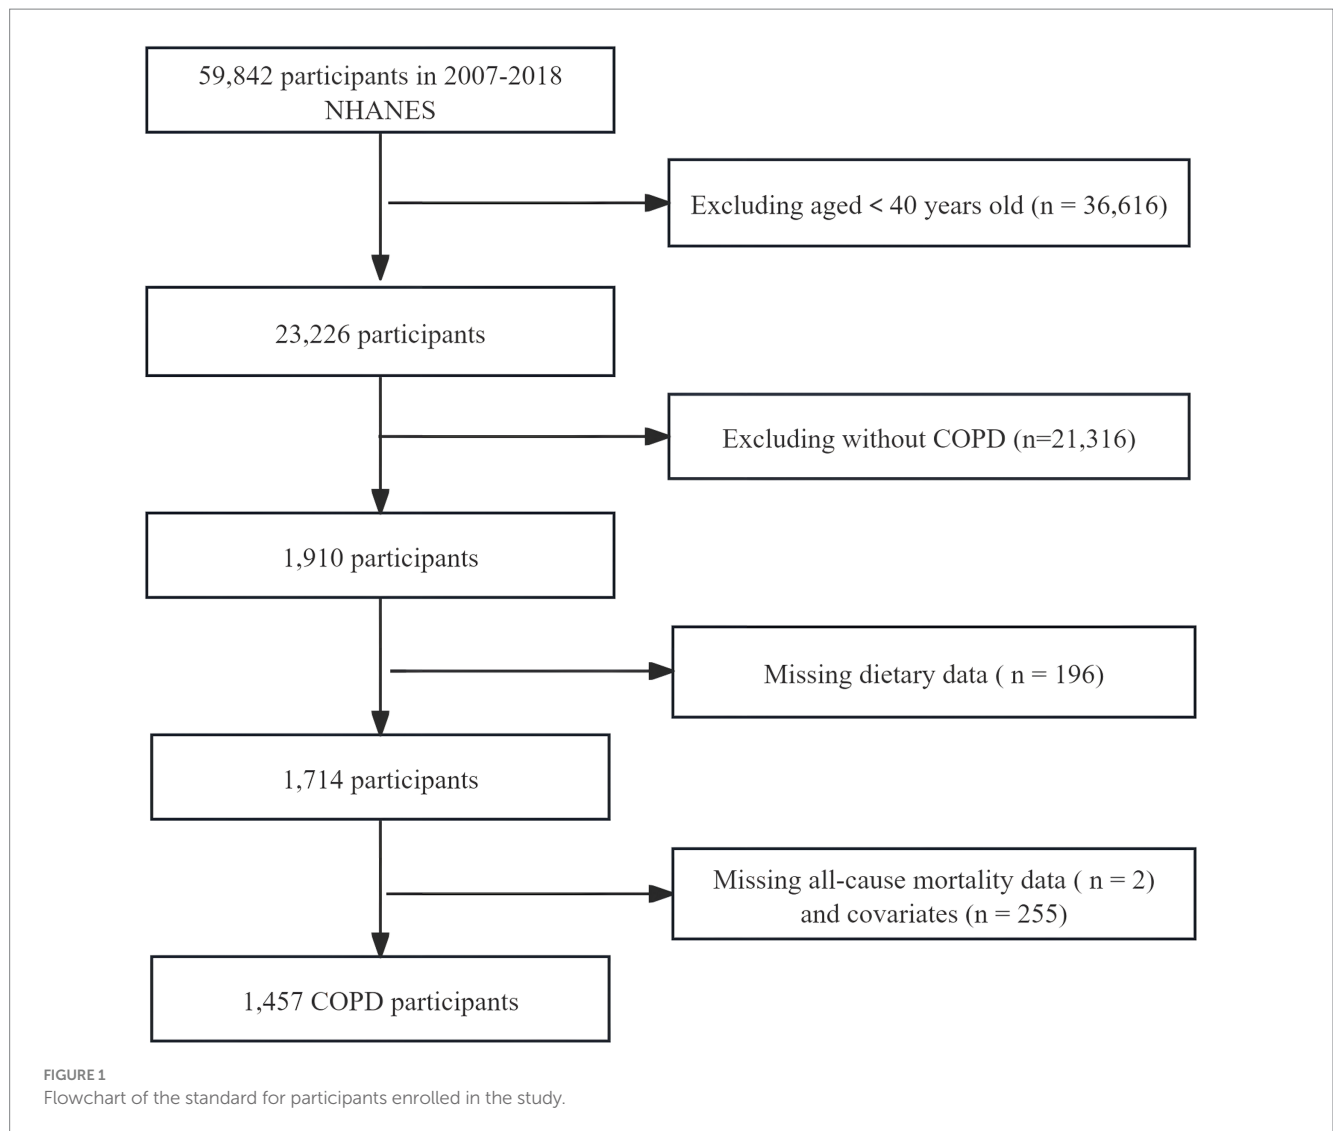 59,842 participants in 2007-2018
NHANES
Excluding aged < 40 years old (n = 36,616)
23,226 participants
Excluding without COPD (n=21,316)
1,910 participants
Missing dietary data ( n = 196)
1,714 participants
Missing all-cause mortality data ( n = 2)
and covariates (n = 255)
1,457 COPD participants
FIGURE 1
Flowchart of the standard for participants enrolled in the study.